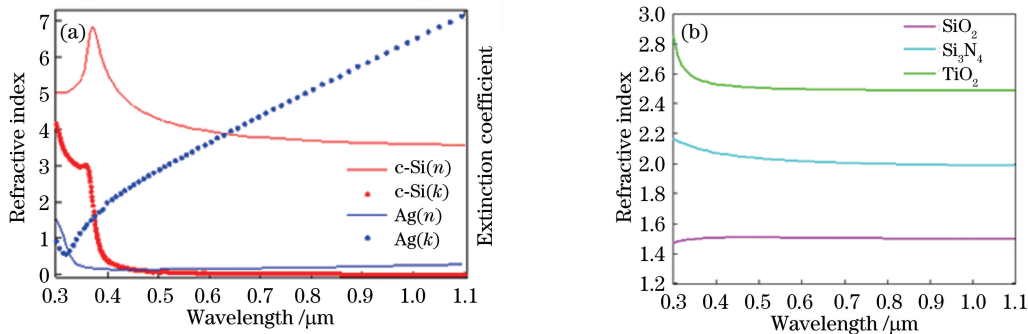 (a)
7
6
5
4
3
2
1
0
Refractive index
Extinction coefficient
c-Si(n)
c-Si(k)
Ag(n)
Ag(k)
0.3 0.4 0.5 0.6 0.7 0.8 0.9 1.0 1.1
Wavelength /μm
(b)
3.0
2.8
2.6
2.4
2.2
2.0
1.8
1.6
1.4
1.2
Refractive index
SiO₂
Si₃N₄
TiO₂
0.3 0.4 0.5 0.6 0.7 0.8 0.9 1.0 1.1
Wavelength /μm